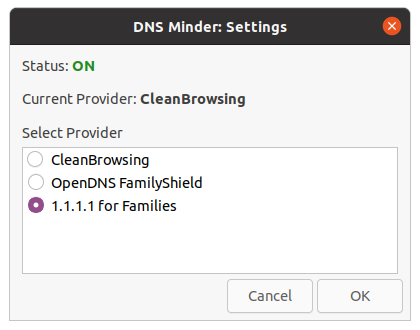 DNS Minder: Settings
Status: ON
Current Provider: CleanBrowsing
Select Provider
CleanBrowsing
OpenDNS FamilyShield
1.1.1.1 for Families
Cancel OK